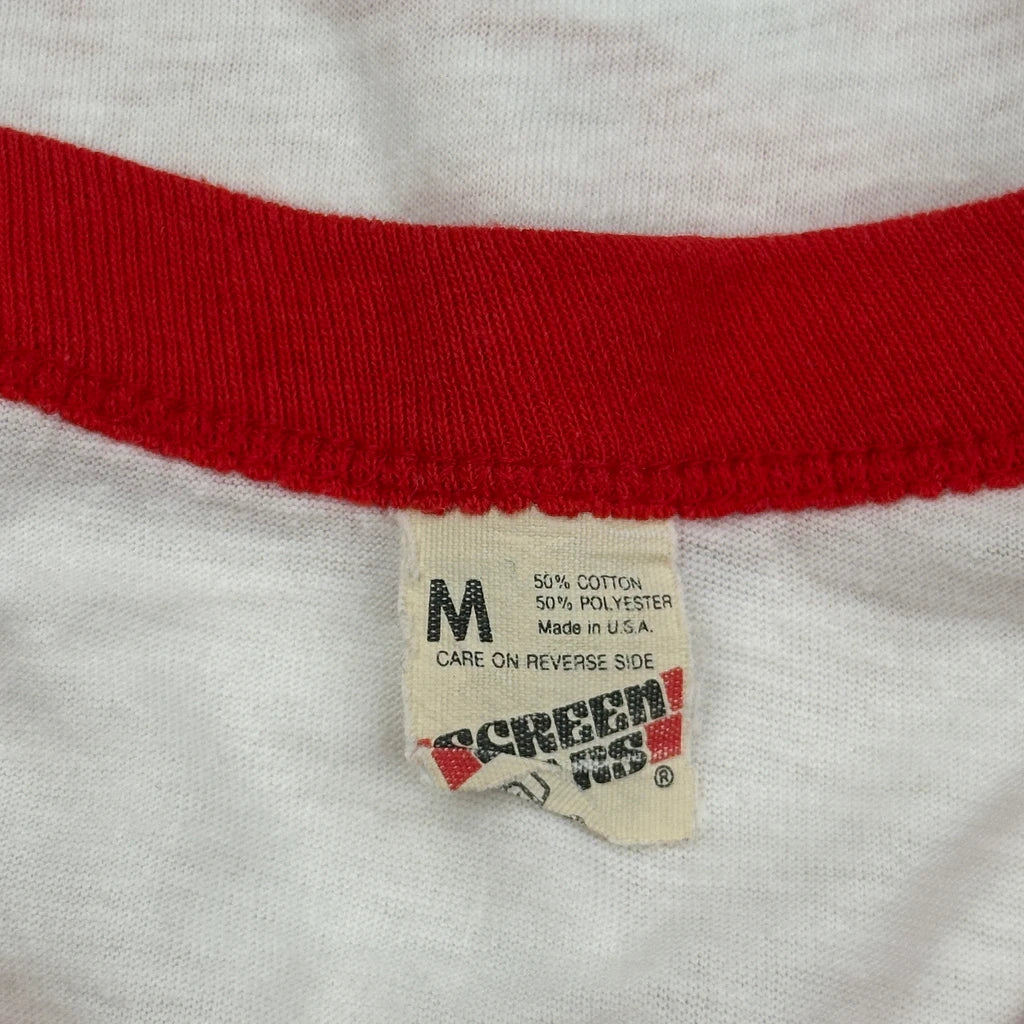 M
50% COTTON
50% POLYESTER
Made in U.S.A.
CARE ON REVERSE SIDE
SCREEN
®